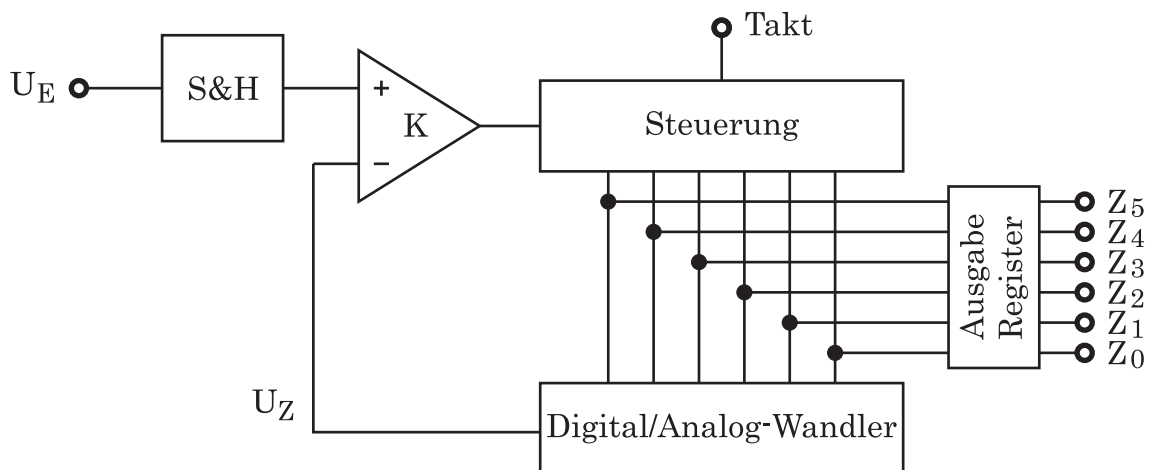 Takt
U_E
S&H
+
K
−
Steuerung
Ausgabe
Register
Z_5
Z_4
Z_3
Z_2
Z_1
Z_0
U_Z
Digital/Analog-Wandler